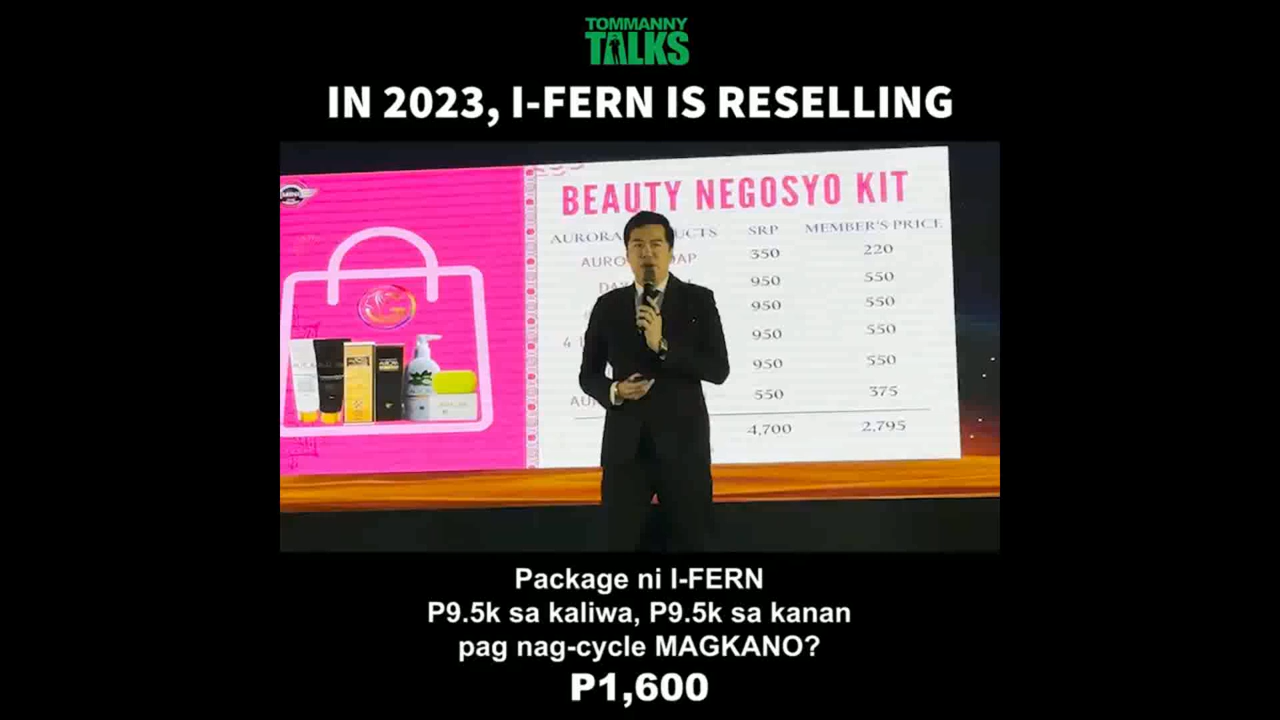 TOMMANNY
TALKS
IN 2023, I-FERN IS RESELLING
BEAUTY NEGOSYO KIT
SRP MEMBER'S PRICE
350 220
950 550
950 550
950 550
950 550
550 375
4,700 2,795
Package ni I-FERN
P9.5k sa kaliwa, P9.5k sa kanan
pag nag-cycle MAGKANO?
P1,600